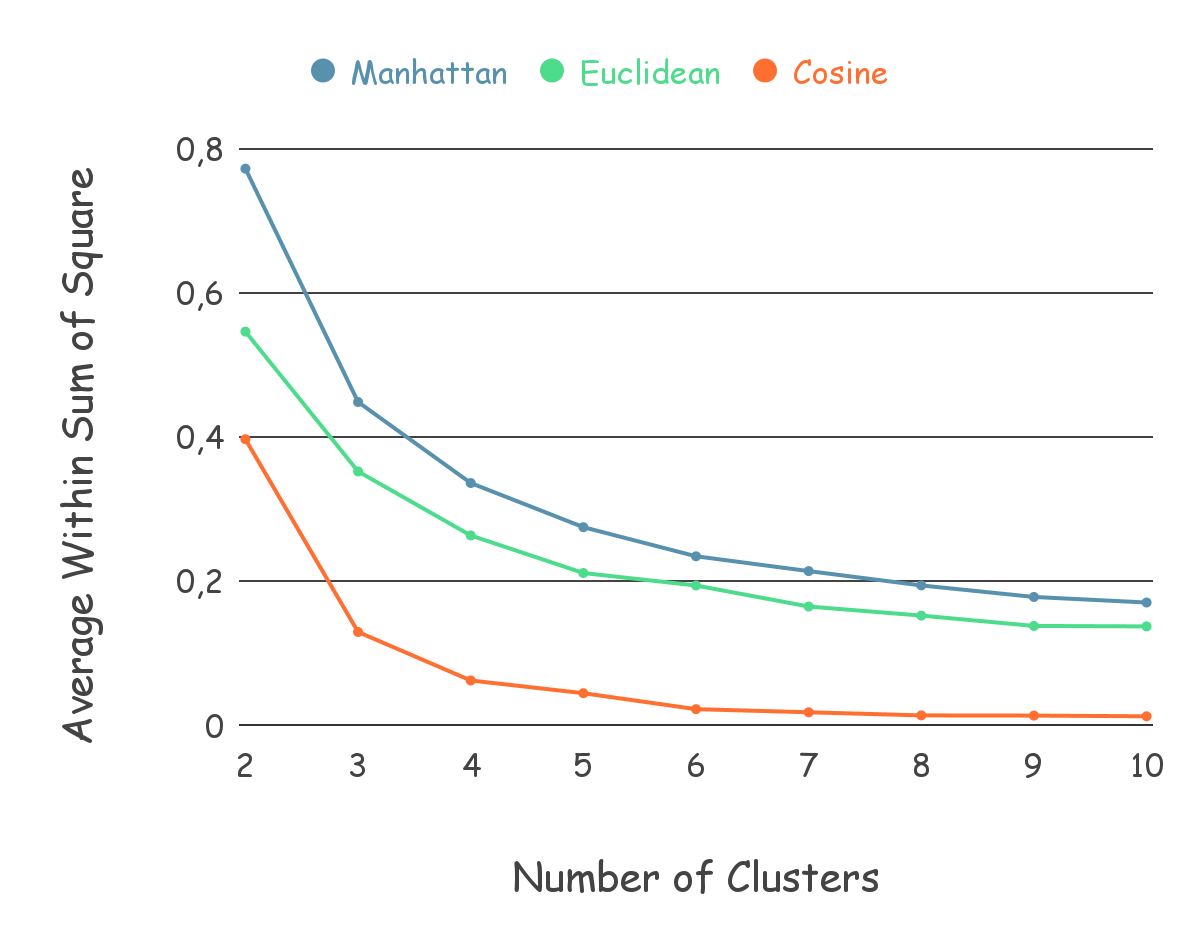 Manhattan Euclidean Cosine
Average Within Sum of Square
0,8
0,6
0,4
0,2
0
2 3 4 5 6 7 8 9 10
Number of Clusters